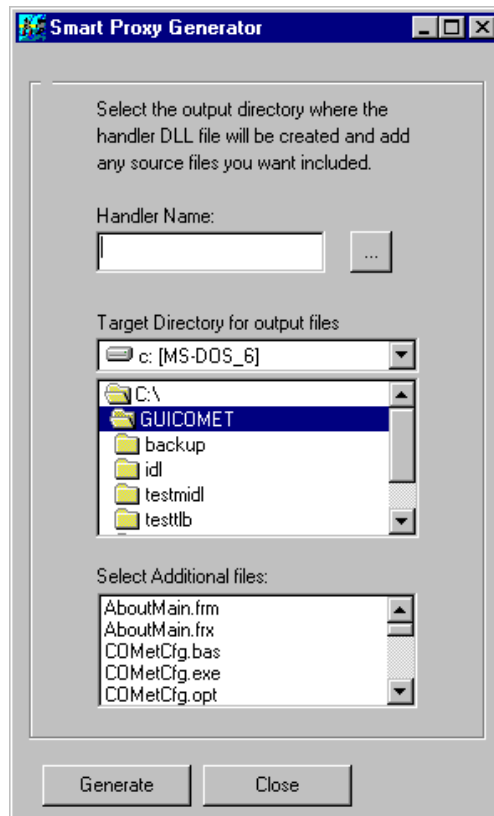 Smart Proxy Generator
Select the output directory where the
handler DLL file will be created and add
any source files you want included.
Handler Name:
...
Target Directory for output files
c: [MS-DOS_6]
C:\
GUICOMET
backup
idl
testmidl
testtlb
Select Additional files:
AboutMain.frm
AboutMain.frx
COMetCfg.bas
COMetCfg.exe
COMetCfg.opt
Generate
Close